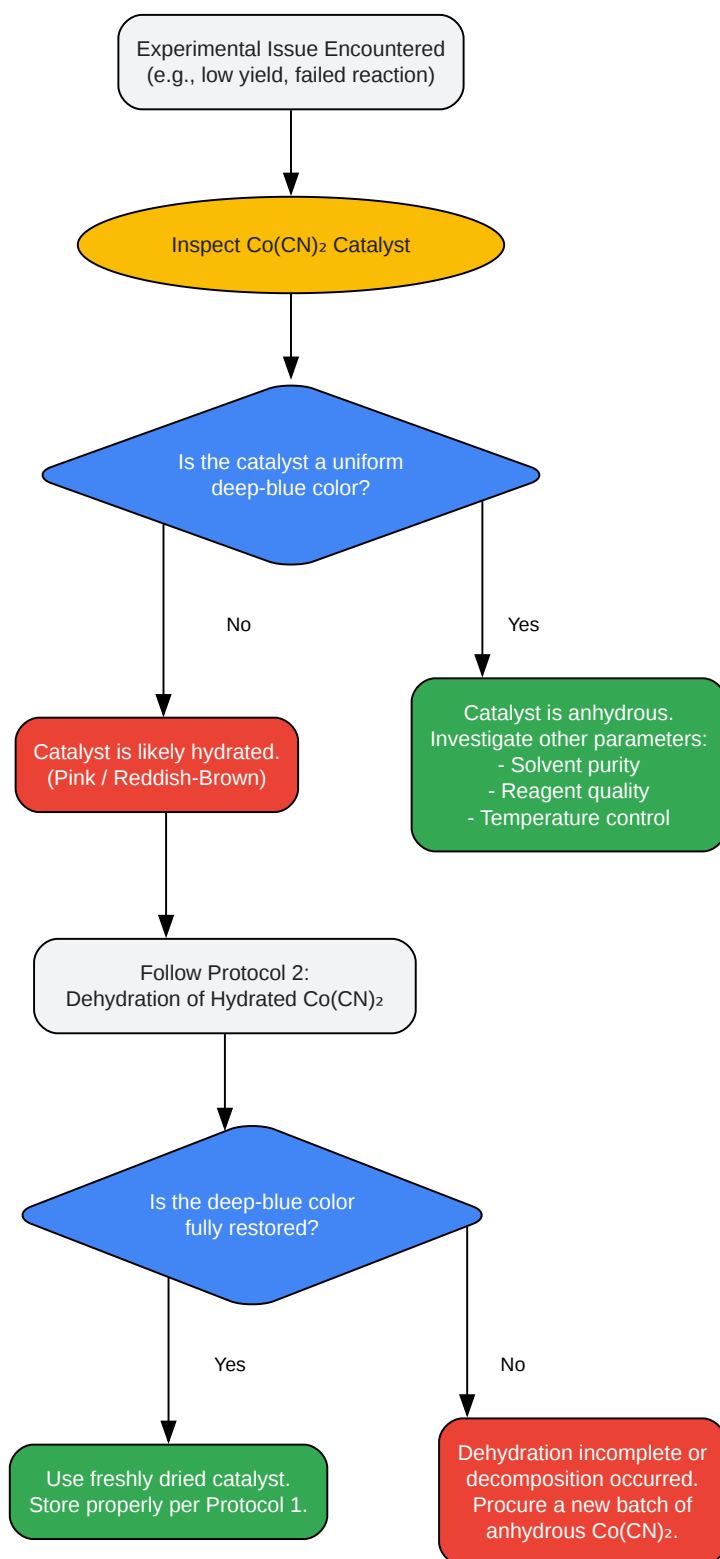 Experimental Issue Encountered
(e.g., low yield, failed reaction)
Inspect Co(CN)₂ Catalyst
Is the catalyst a uniform
deep-blue color?
No
Yes
Catalyst is likely hydrated.
(Pink / Reddish-Brown)
Catalyst is anhydrous.
Investigate other parameters:
- Solvent purity
- Reagent quality
- Temperature control
Follow Protocol 2:
Dehydration of Hydrated Co(CN)₂
Is the deep-blue color
fully restored?
Yes
No
Use freshly dried catalyst.
Store properly per Protocol 1.
Dehydration incomplete or
decomposition occurred.
Procure a new batch of
anhydrous Co(CN)₂.